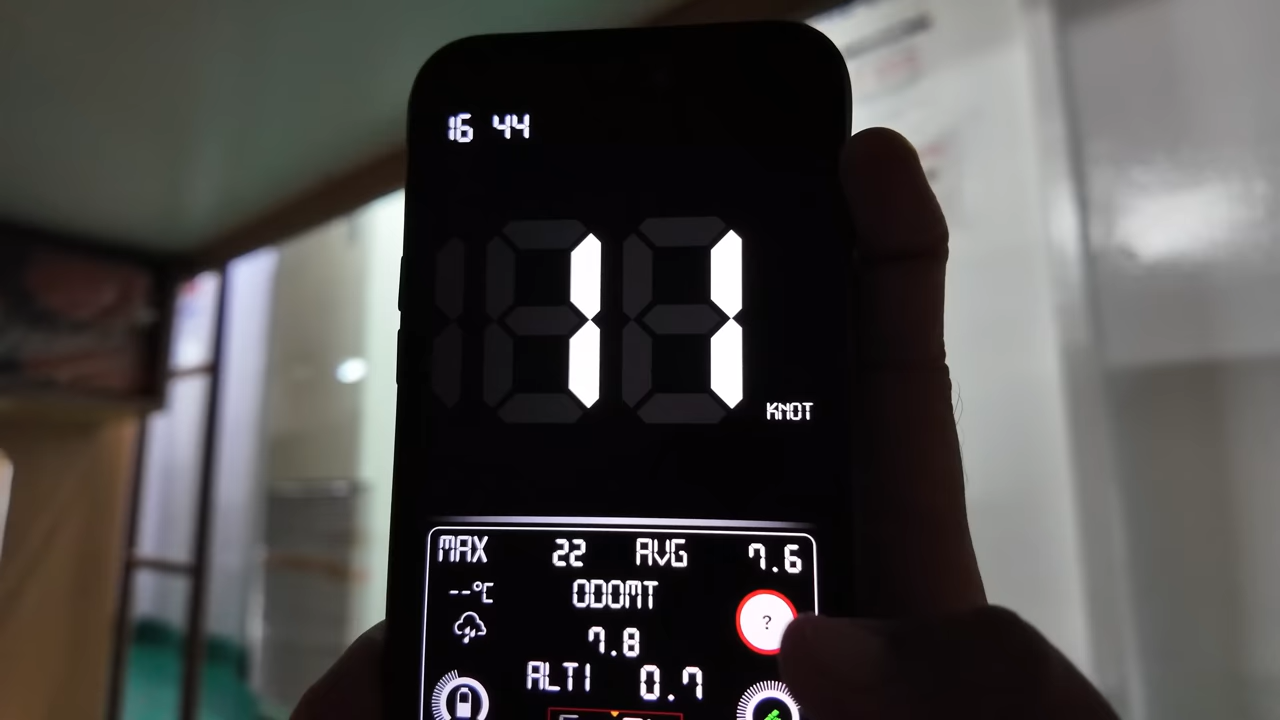 16 44
11
KNOT
MAX 22 AVG 7.6
--°C ODOMT
?
7.8
ALTI 0.7